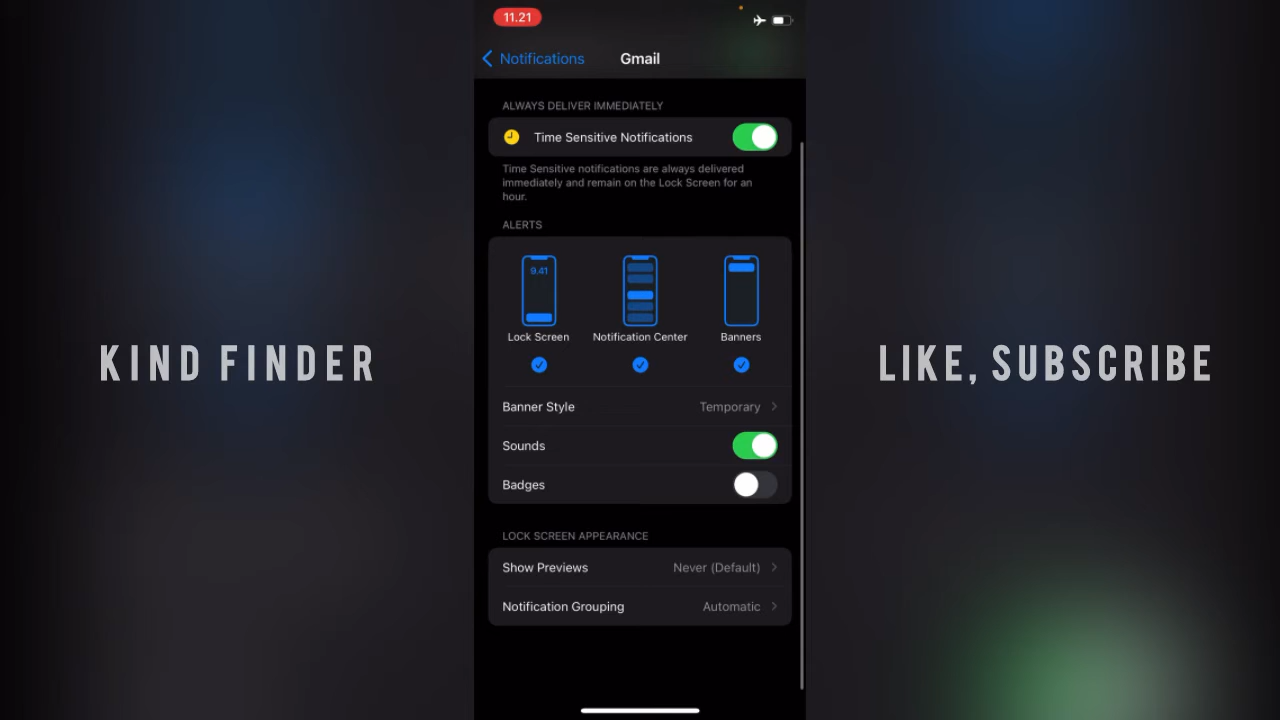 11.21
Notifications
Gmail
ALWAYS DELIVER IMMEDIATELY
Time Sensitive Notifications
Time Sensitive notifications are always delivered
immediately and remain on the Lock Screen for an
hour.
ALERTS
9.41
Lock Screen
Notification Center
Banners
Banner Style Temporary
Sounds
Badges
LOCK SCREEN APPEARANCE
Show Previews Never (Default)
Notification Grouping Automatic
KIND FINDER
LIKE, SUBSCRIBE